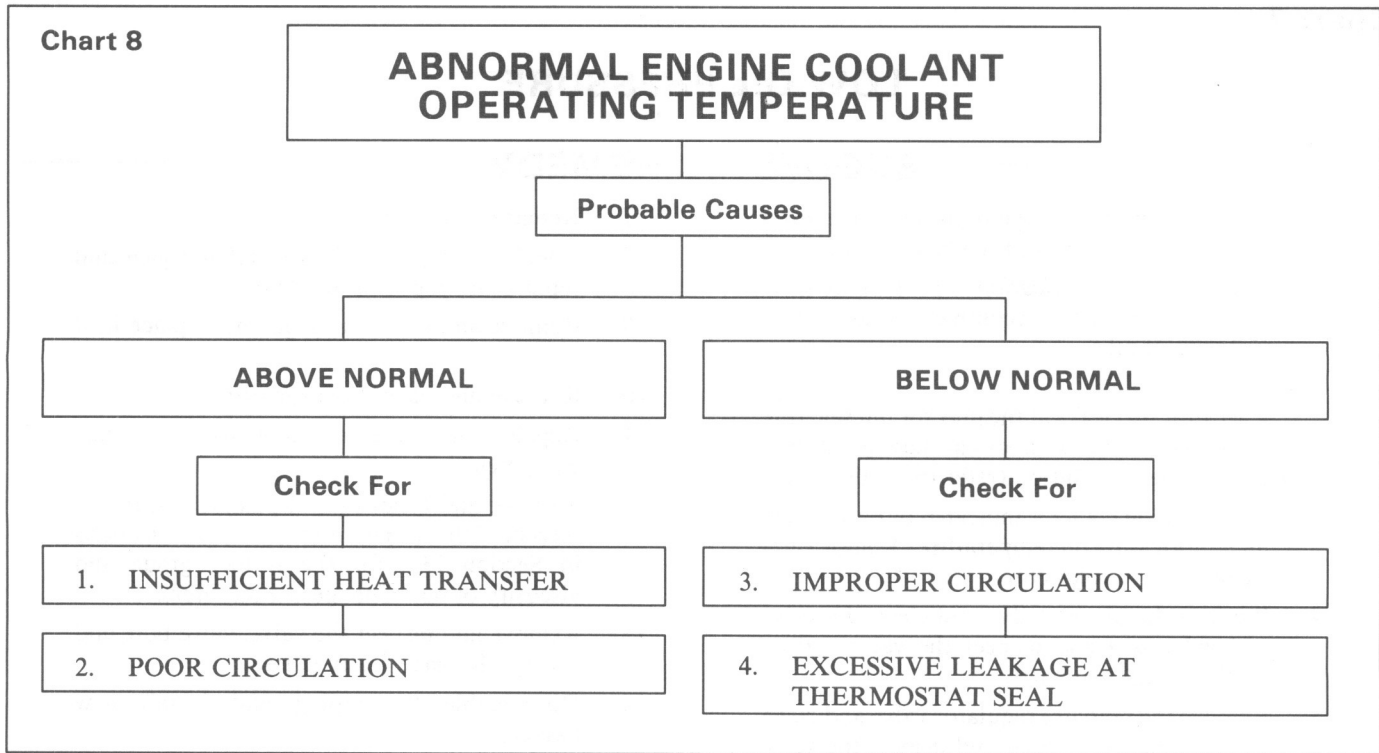 Chart 8
ABNORMAL ENGINE COOLANT
OPERATING TEMPERATURE
Probable Causes
ABOVE NORMAL
Check For
1. INSUFFICIENT HEAT TRANSFER
2. POOR CIRCULATION
BELOW NORMAL
Check For
3. IMPROPER CIRCULATION
4. EXCESSIVE LEAKAGE AT
THERMOSTAT SEAL